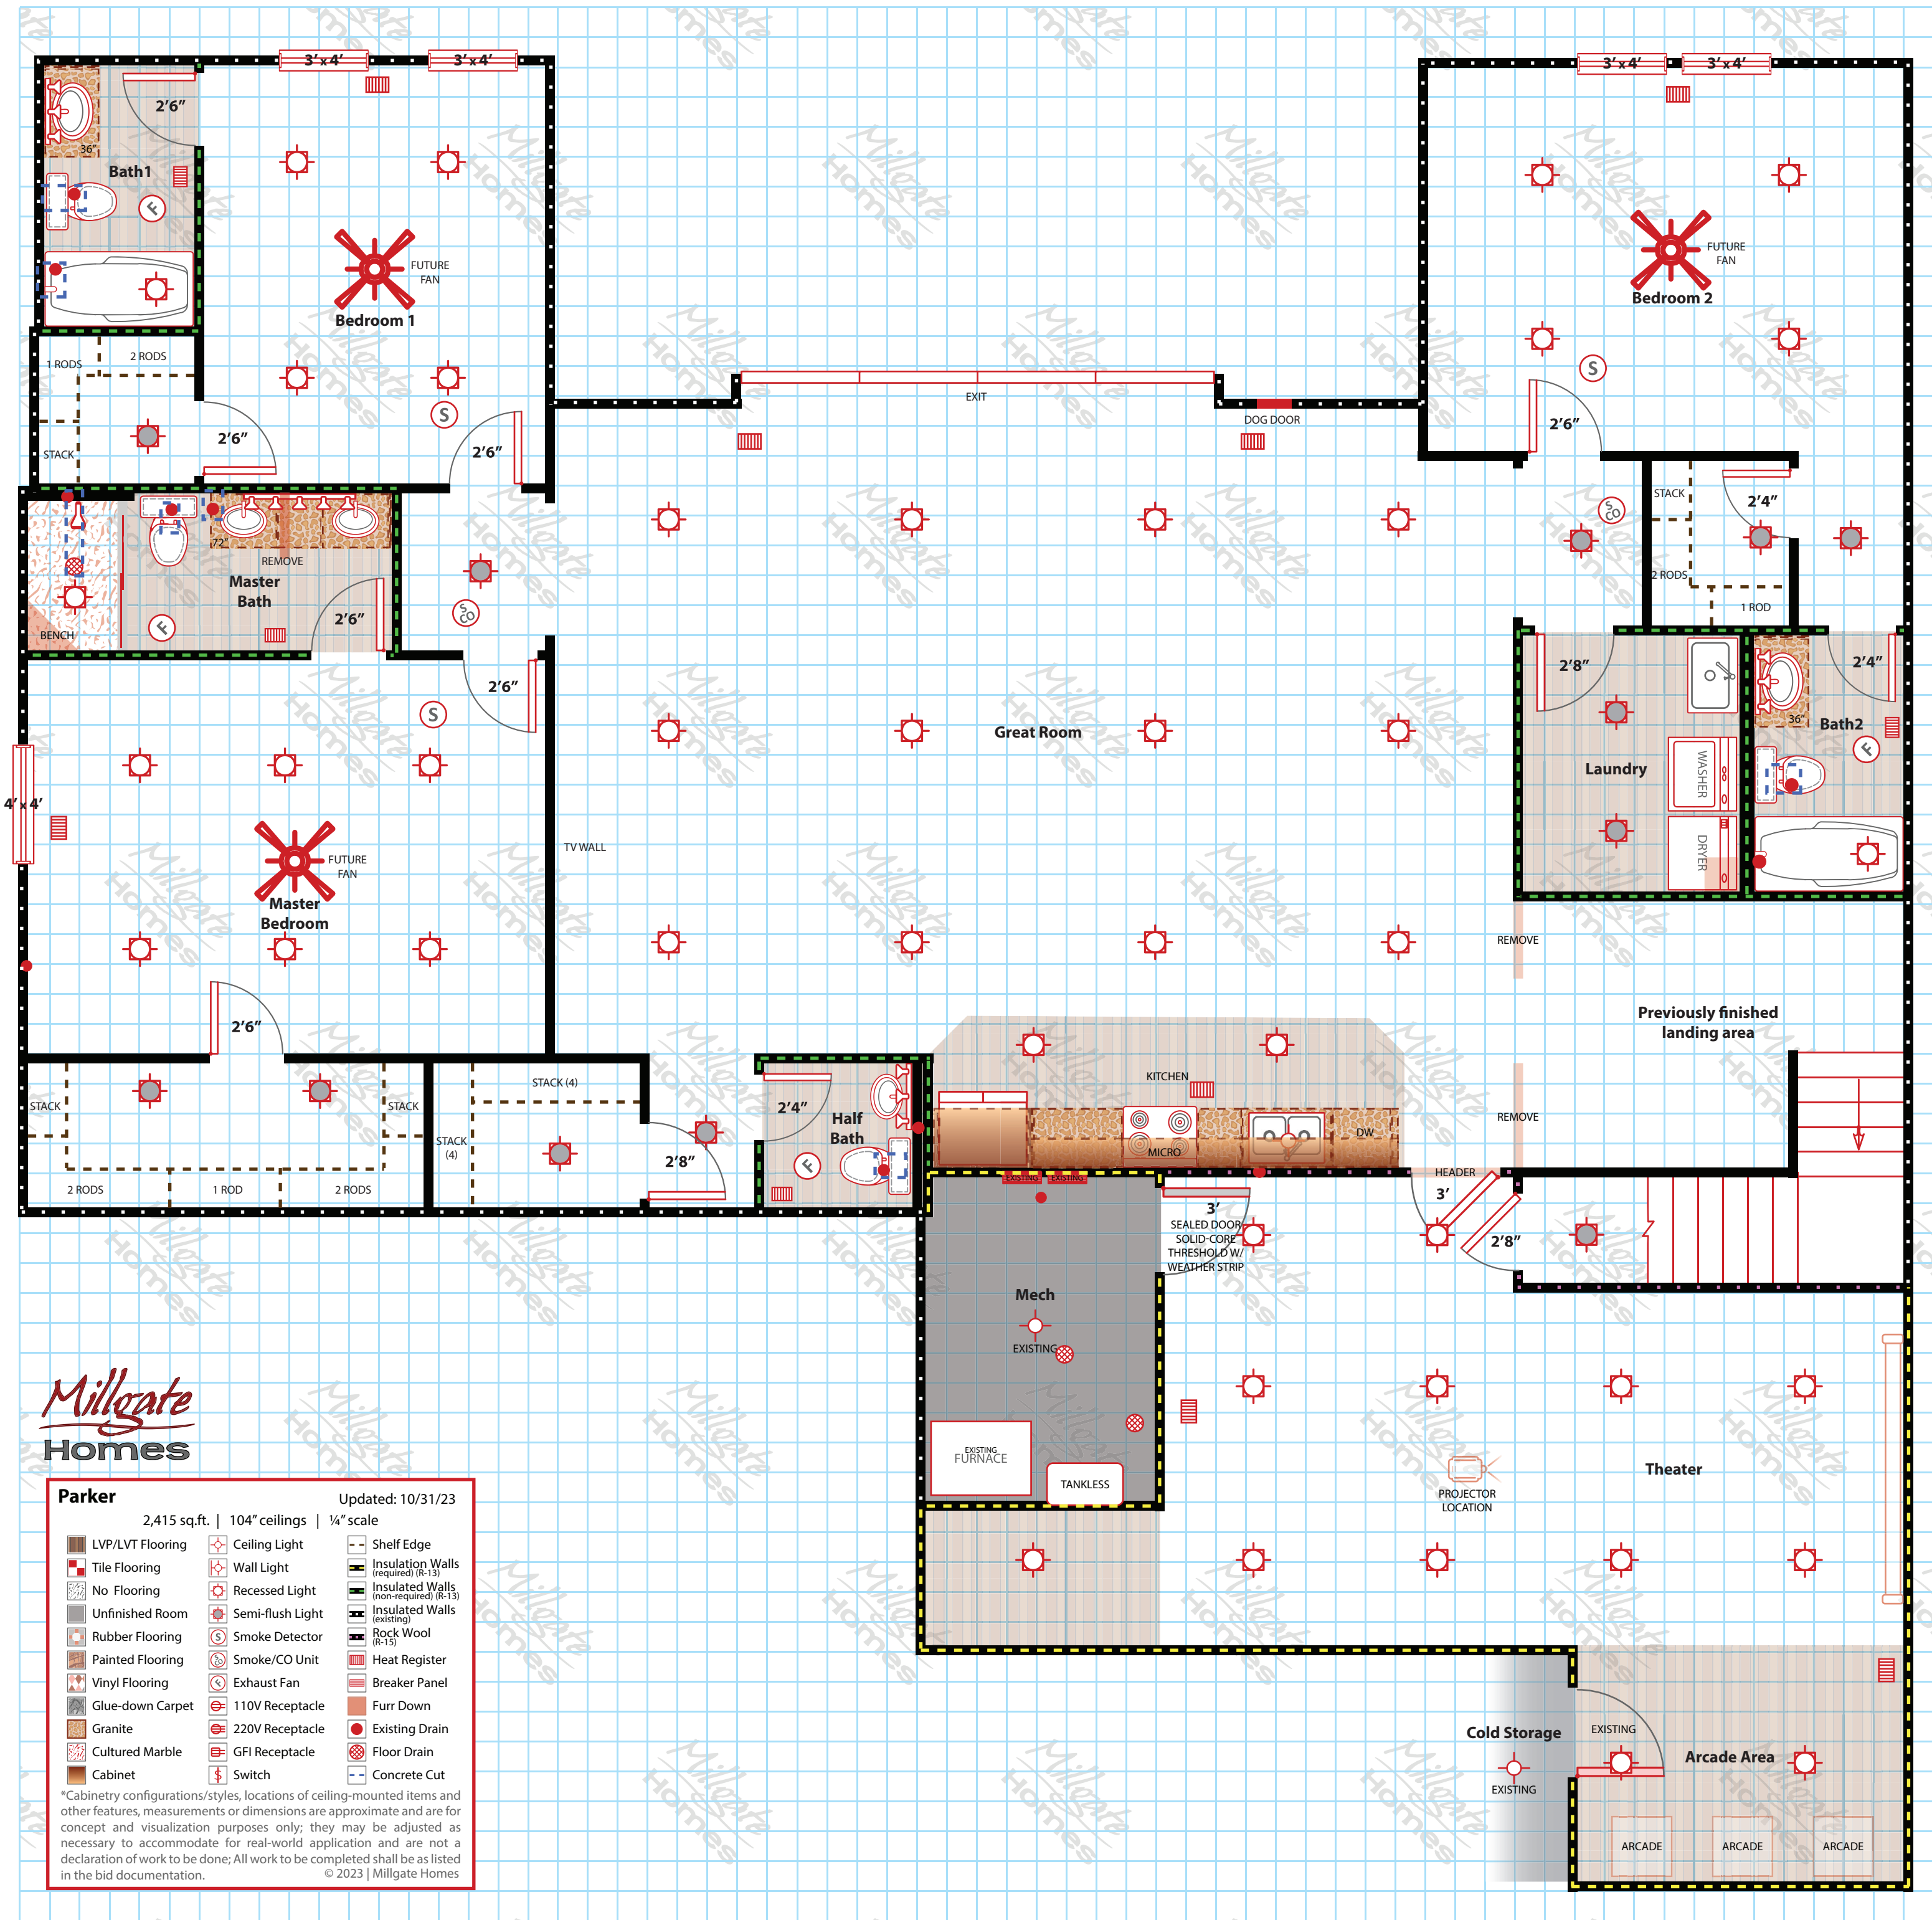 3' x 4'
3' x 4'
3' x 4'
3' x 4'
2'6"
36"
Bath1
F
FUTURE
FAN
Bedroom 1
FUTURE
FAN
Bedroom 2
2 RODS
1 RODS
S
STACK
2'6"
2'6"
EXIT
DOG DOOR
S
2'6"
STACK
2'4"
S
CO
2 RODS
1 ROD
72"
REMOVE
Master
Bath
2'6"
F
BENCH
S
CO
2'6"
S
2'8"
2'4"
36"
Bath2
F
Great Room
Laundry
WASHER
DRYER
4' x 4'
TV WALL
FUTURE
FAN
Master
Bedroom
REMOVE
2'6"
Previously finished
landing area
STACK
STACK
STACK (4)
STACK
(4)
2 RODS
1 ROD
2 RODS
2'4"
Half
Bath
F
2'8"
KITCHEN
DW
MICRO
REMOVE
EXISTING
EXISTING
HEADER
3'
2'8"
3'
SEALED DOOR
SOLID-CORE
THRESHOLD W/
WEATHER STRIP
Mech
EXISTING
EXISTING
FURNACE
TANKLESS
PROJECTOR
LOCATION
Theater
Cold Storage
EXISTING
EXISTING
Arcade Area
ARCADE
ARCADE
ARCADE
Millgate
Homes
Parker
Updated: 10/31/23
2,415 sq.ft. | 104" ceilings | ¼" scale
LVP/LVT Flooring
Tile Flooring
No Flooring
Unfinished Room
Rubber Flooring
Painted Flooring
Vinyl Flooring
Glue-down Carpet
Granite
Cultured Marble
Cabinet
Ceiling Light
Wall Light
Recessed Light
Semi-flush Light
S Smoke Detector
S CO Smoke/CO Unit
F Exhaust Fan
110V Receptacle
220V Receptacle
GFI Receptacle
$ Switch
Shelf Edge
Insulation Walls
(required) (R-13)
Insulated Walls
(non-required) (R-13)
Insulated Walls
(existing)
Rock Wool
(R-15)
Heat Register
Breaker Panel
Furr Down
Existing Drain
Floor Drain
Concrete Cut
*Cabinetry configurations/styles, locations of ceiling-mounted items and
other features, measurements or dimensions are approximate and are for
concept and visualization purposes only; they may be adjusted as
necessary to accommodate for real-world application and are not a
declaration of work to be done; All work to be completed shall be as listed
in the bid documentation.
© 2023 | Millgate Homes